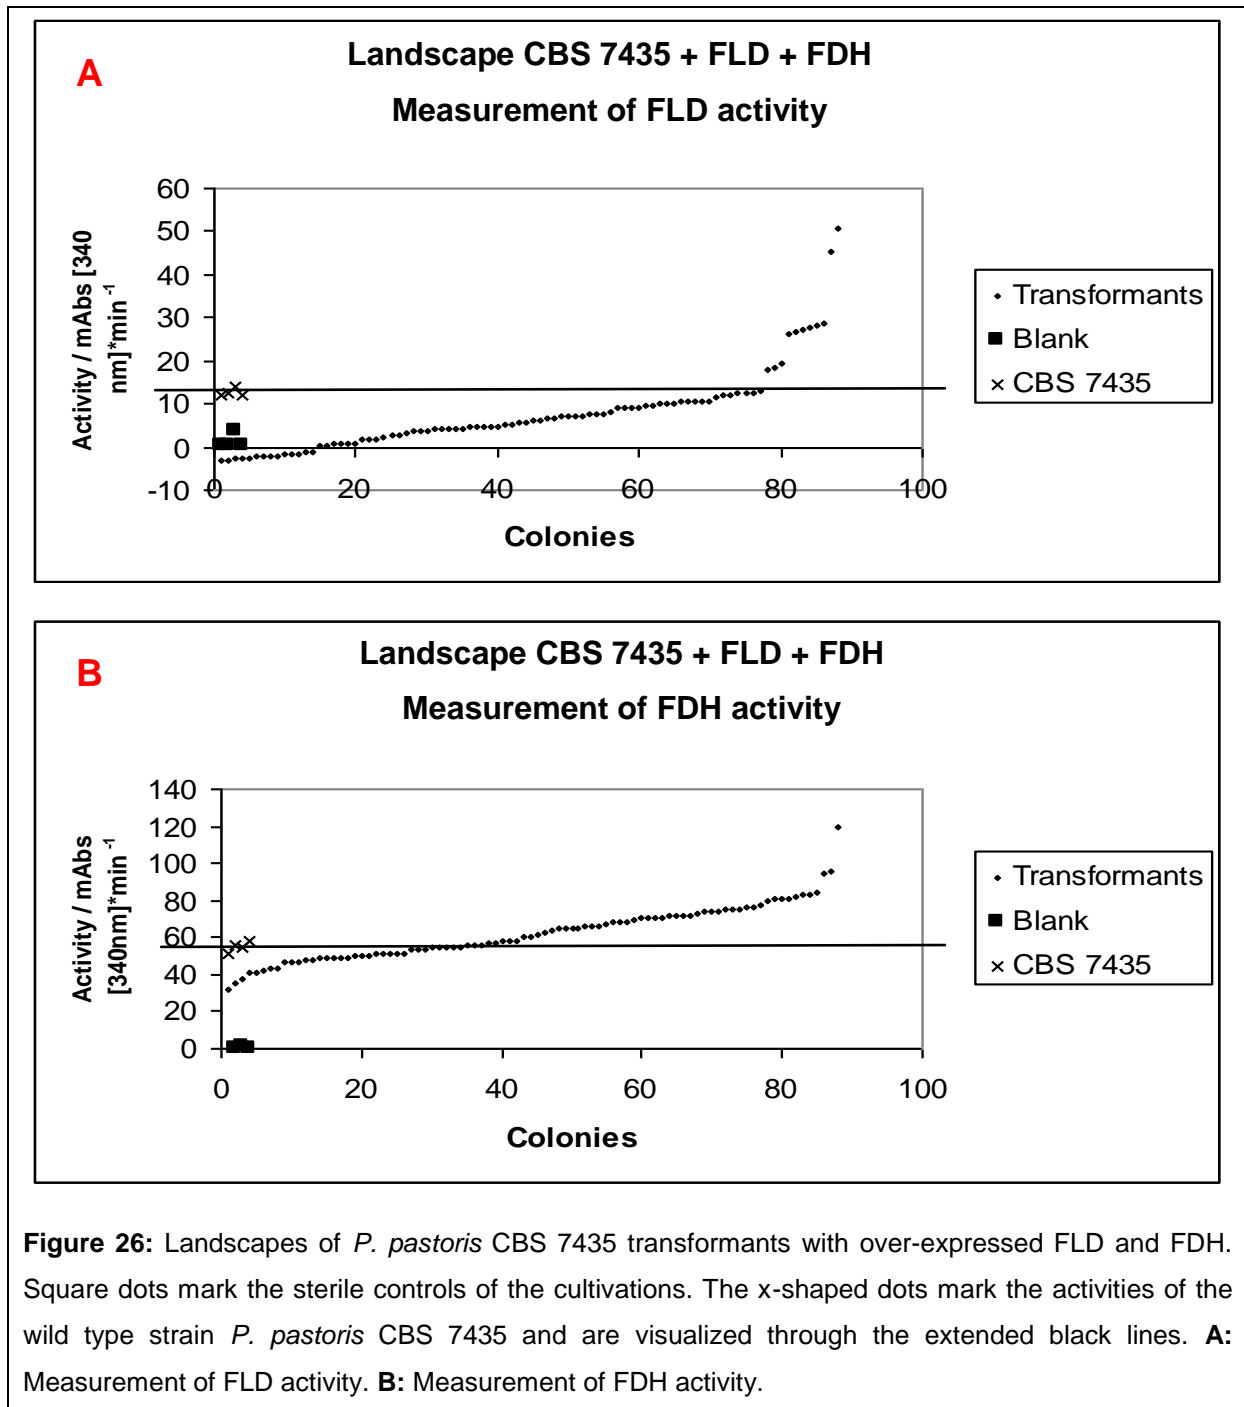 A
Landscape CBS 7435 + FLD + FDH
Measurement of FLD activity
Activity / mAbs [340
nm]*min⁻¹
60
50
40
30
20
10
0
-10
0 20 40 60 80 100
Colonies
Transformants
Blank
CBS 7435
B
Landscape CBS 7435 + FLD + FDH
Measurement of FDH activity
Activity / mAbs
[340nm]*min⁻¹
140
120
100
80
60
40
20
0
0 20 40 60 80 100
Colonies
Transformants
Blank
CBS 7435
Figure 26: Landscapes of P. pastoris CBS 7435 transformants with over-expressed FLD and FDH.
Square dots mark the sterile controls of the cultivations. The x-shaped dots mark the activities of the
wild type strain P. pastoris CBS 7435 and are visualized through the extended black lines. A:
Measurement of FLD activity. B: Measurement of FDH activity.